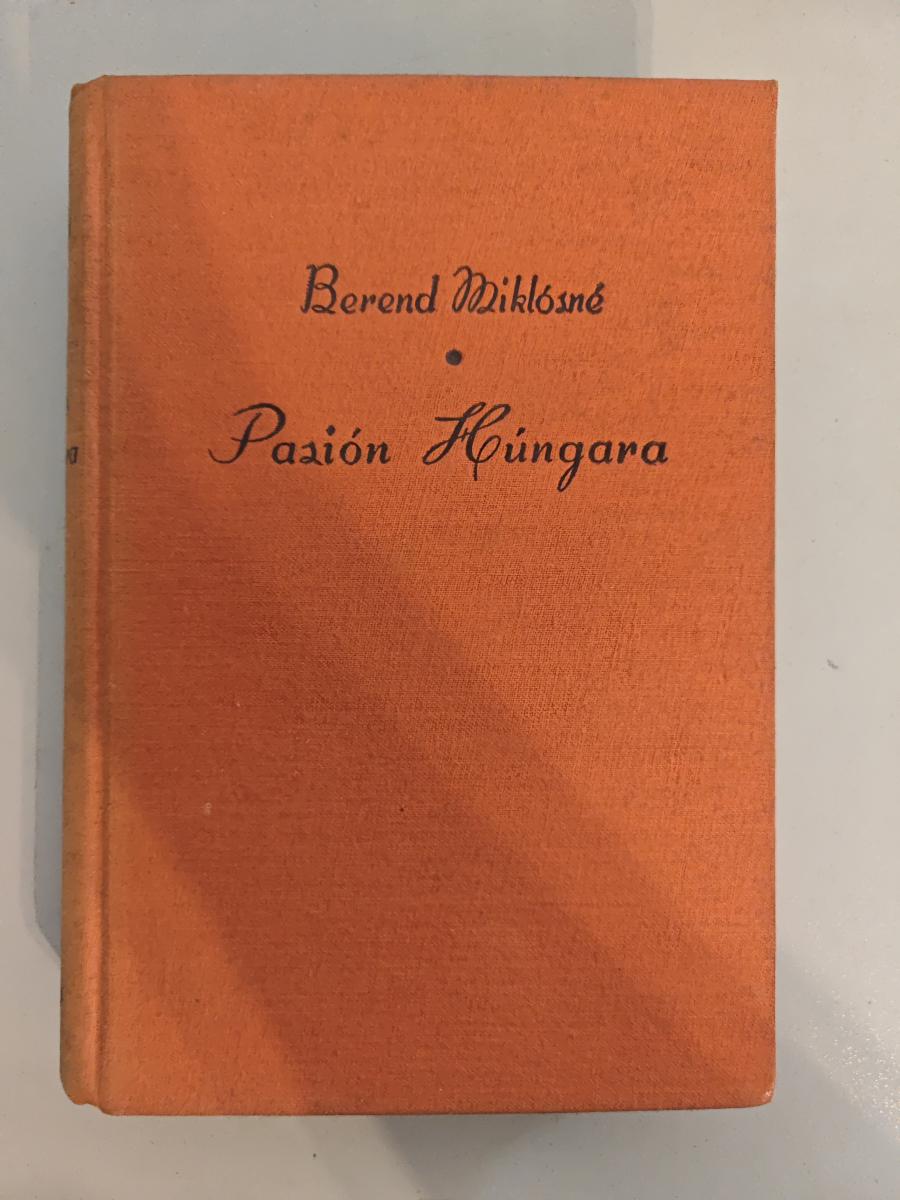 Berend Miklósné
•
Pasión Húngara